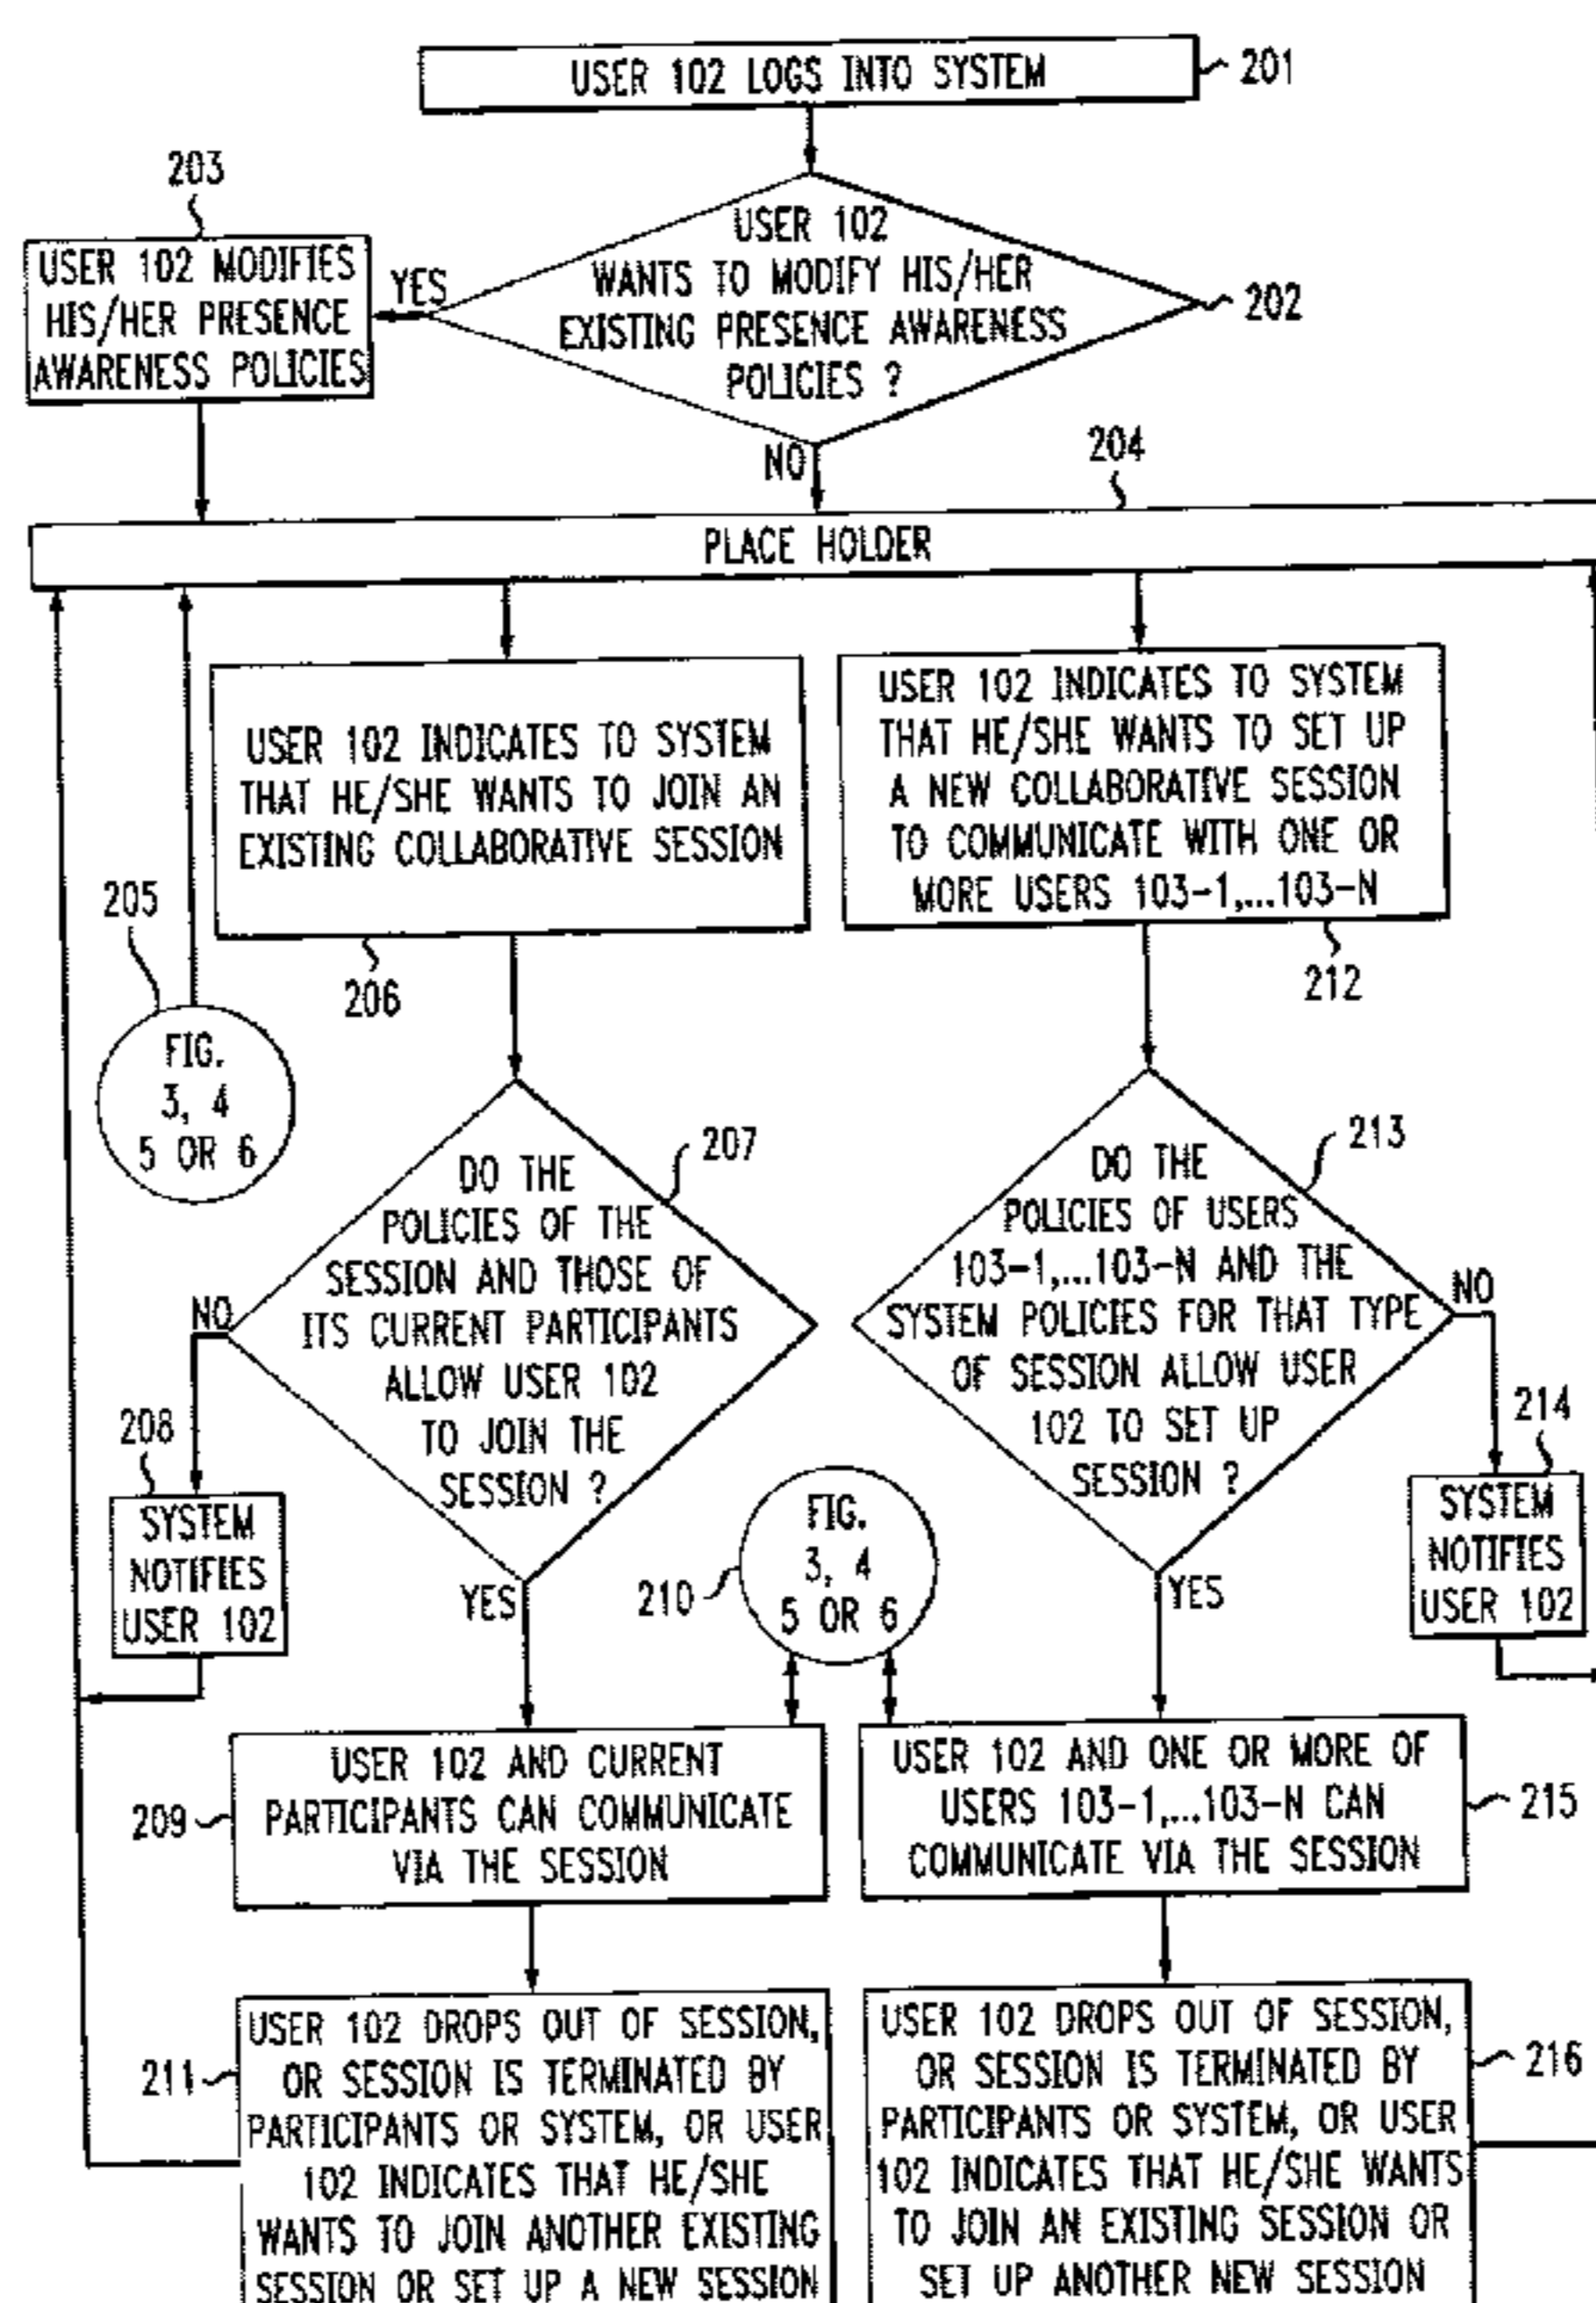 USER 102 LOGS INTO SYSTEM
201
203
USER 102 MODIFIES
HIS/HER PRESENCE
AWARENESS POLICIES
YES
USER 102
WANTS TO MODIFY HIS/HER
EXISTING PRESENCE AWARENESS
POLICIES ?
202
NO
204
PLACE HOLDER
205
FIG.
3, 4
5 OR 6
USER 102 INDICATES TO SYSTEM
THAT HE/SHE WANTS TO JOIN AN
EXISTING COLLABORATIVE SESSION
206
USER 102 INDICATES TO SYSTEM
THAT HE/SHE WANTS TO SET UP
A NEW COLLABORATIVE SESSION
TO COMMUNICATE WITH ONE OR
MORE USERS 103-1,...103-N
212
207
DO THE
POLICIES OF THE
SESSION AND THOSE OF
ITS CURRENT PARTICIPANTS
ALLOW USER 102
TO JOIN THE
SESSION ?
NO
208
SYSTEM
NOTIFIES
USER 102
YES
213
DO THE
POLICIES OF USERS
103-1,...103-N AND THE
SYSTEM POLICIES FOR THAT TYPE
OF SESSION ALLOW USER
102 TO SET UP
SESSION ?
NO
214
SYSTEM
NOTIFIES
USER 102
YES
210
FIG.
3, 4
5 OR 6
209
USER 102 AND CURRENT
PARTICIPANTS CAN COMMUNICATE
VIA THE SESSION
USER 102 AND ONE OR MORE OF
USERS 103-1,...103-N CAN
COMMUNICATE VIA THE SESSION
215
211
USER 102 DROPS OUT OF SESSION,
OR SESSION IS TERMINATED BY
PARTICIPANTS OR SYSTEM, OR USER
102 INDICATES THAT HE/SHE
WANTS TO JOIN ANOTHER EXISTING
SESSION OR SET UP A NEW SESSION
USER 102 DROPS OUT OF SESSION,
OR SESSION IS TERMINATED BY
PARTICIPANTS OR SYSTEM, OR USER
102 INDICATES THAT HE/SHE WANTS
TO JOIN AN EXISTING SESSION OR
SET UP ANOTHER NEW SESSION
216